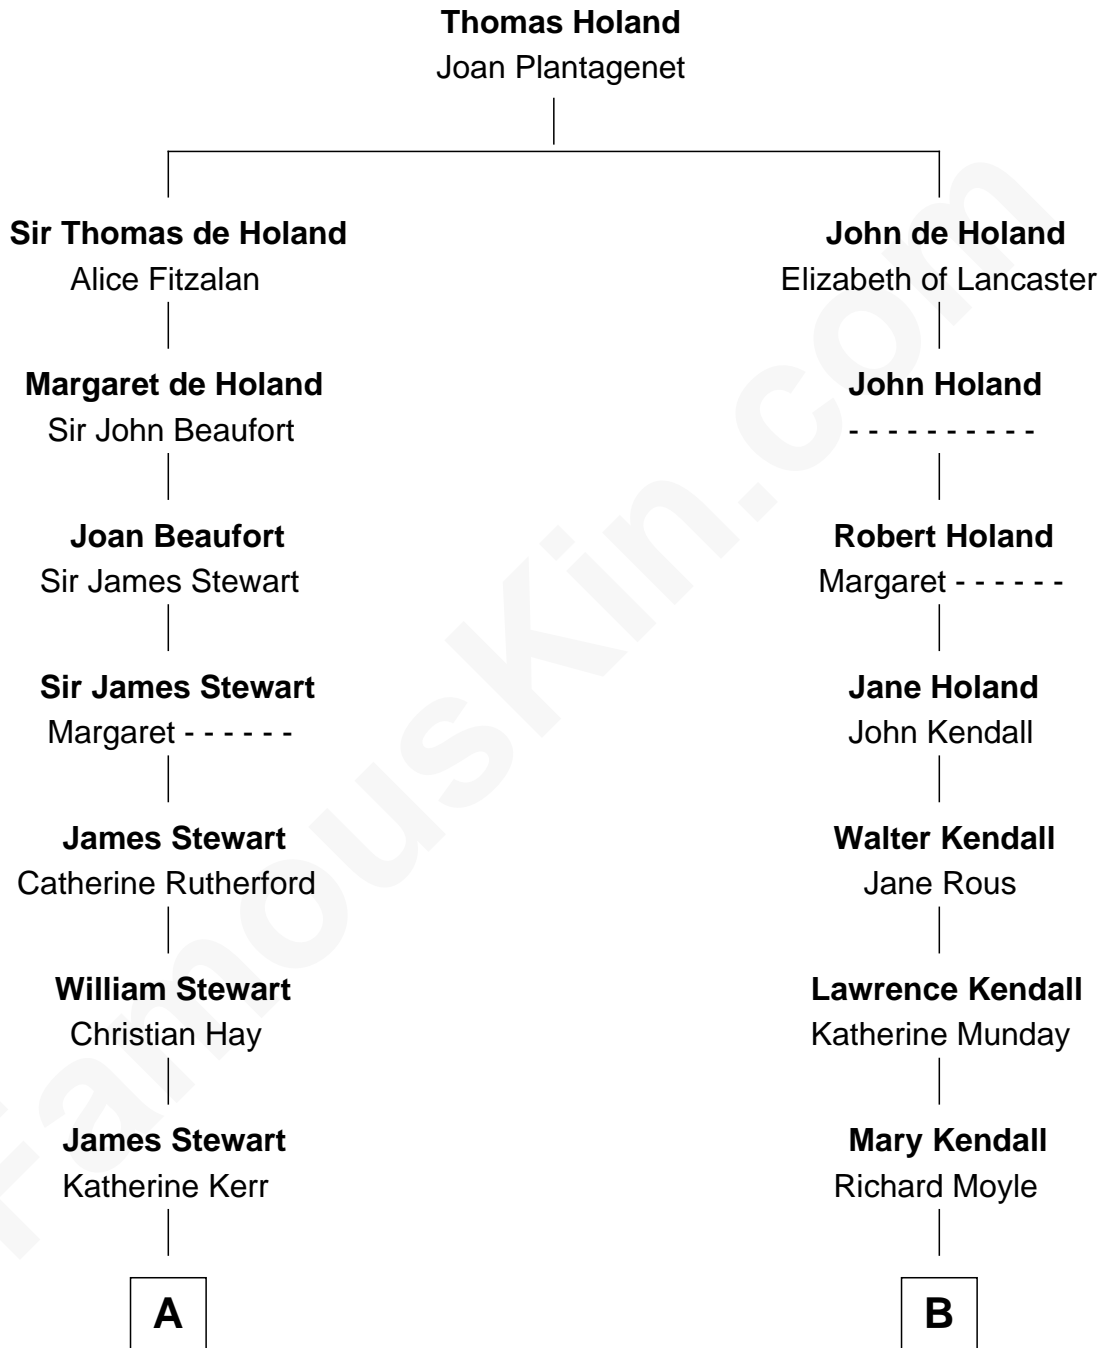 Thomas Holand
Joan Plantagenet
Sir Thomas de Holand
Alice Fitzalan
John de Holand
Elizabeth of Lancaster
Margaret de Holand
Sir John Beaufort
John Holand
- - - - - - - - - -
Joan Beaufort
Sir James Stewart
Robert Holand
Margaret - - - - - -
Sir James Stewart
Margaret - - - - - -
Jane Holand
John Kendall
James Stewart
Catherine Rutherford
Walter Kendall
Jane Rous
William Stewart
Christian Hay
Lawrence Kendall
Katherine Munday
James Stewart
Katherine Kerr
Mary Kendall
Richard Moyle
A
B
FamousKin.com